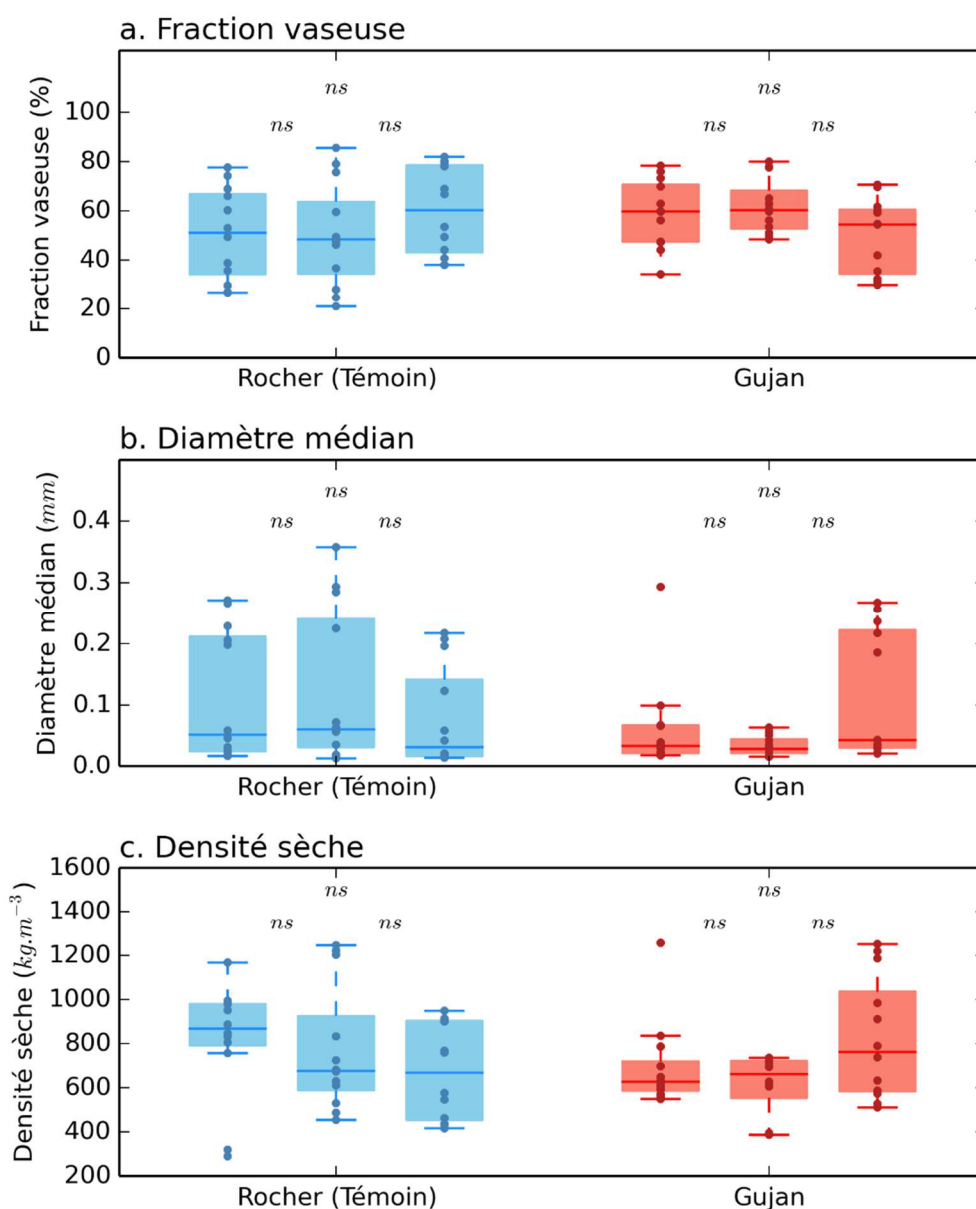 a. Fraction vaseuse
Fraction vaseuse (%)
100
80
60
40
20
0
ns
ns
ns
ns
ns
ns
Rocher (Témoin)
Gujan
b. Diamètre médian
Diamètre médian (mm)
0.4
0.3
0.2
0.1
0.0
ns
ns
ns
ns
ns
ns
Rocher (Témoin)
Gujan
c. Densité sèche
Densité sèche (kg.m⁻³)
1600
1400
1200
1000
800
600
400
200
ns
ns
ns
ns
ns
ns
Rocher (Témoin)
Gujan